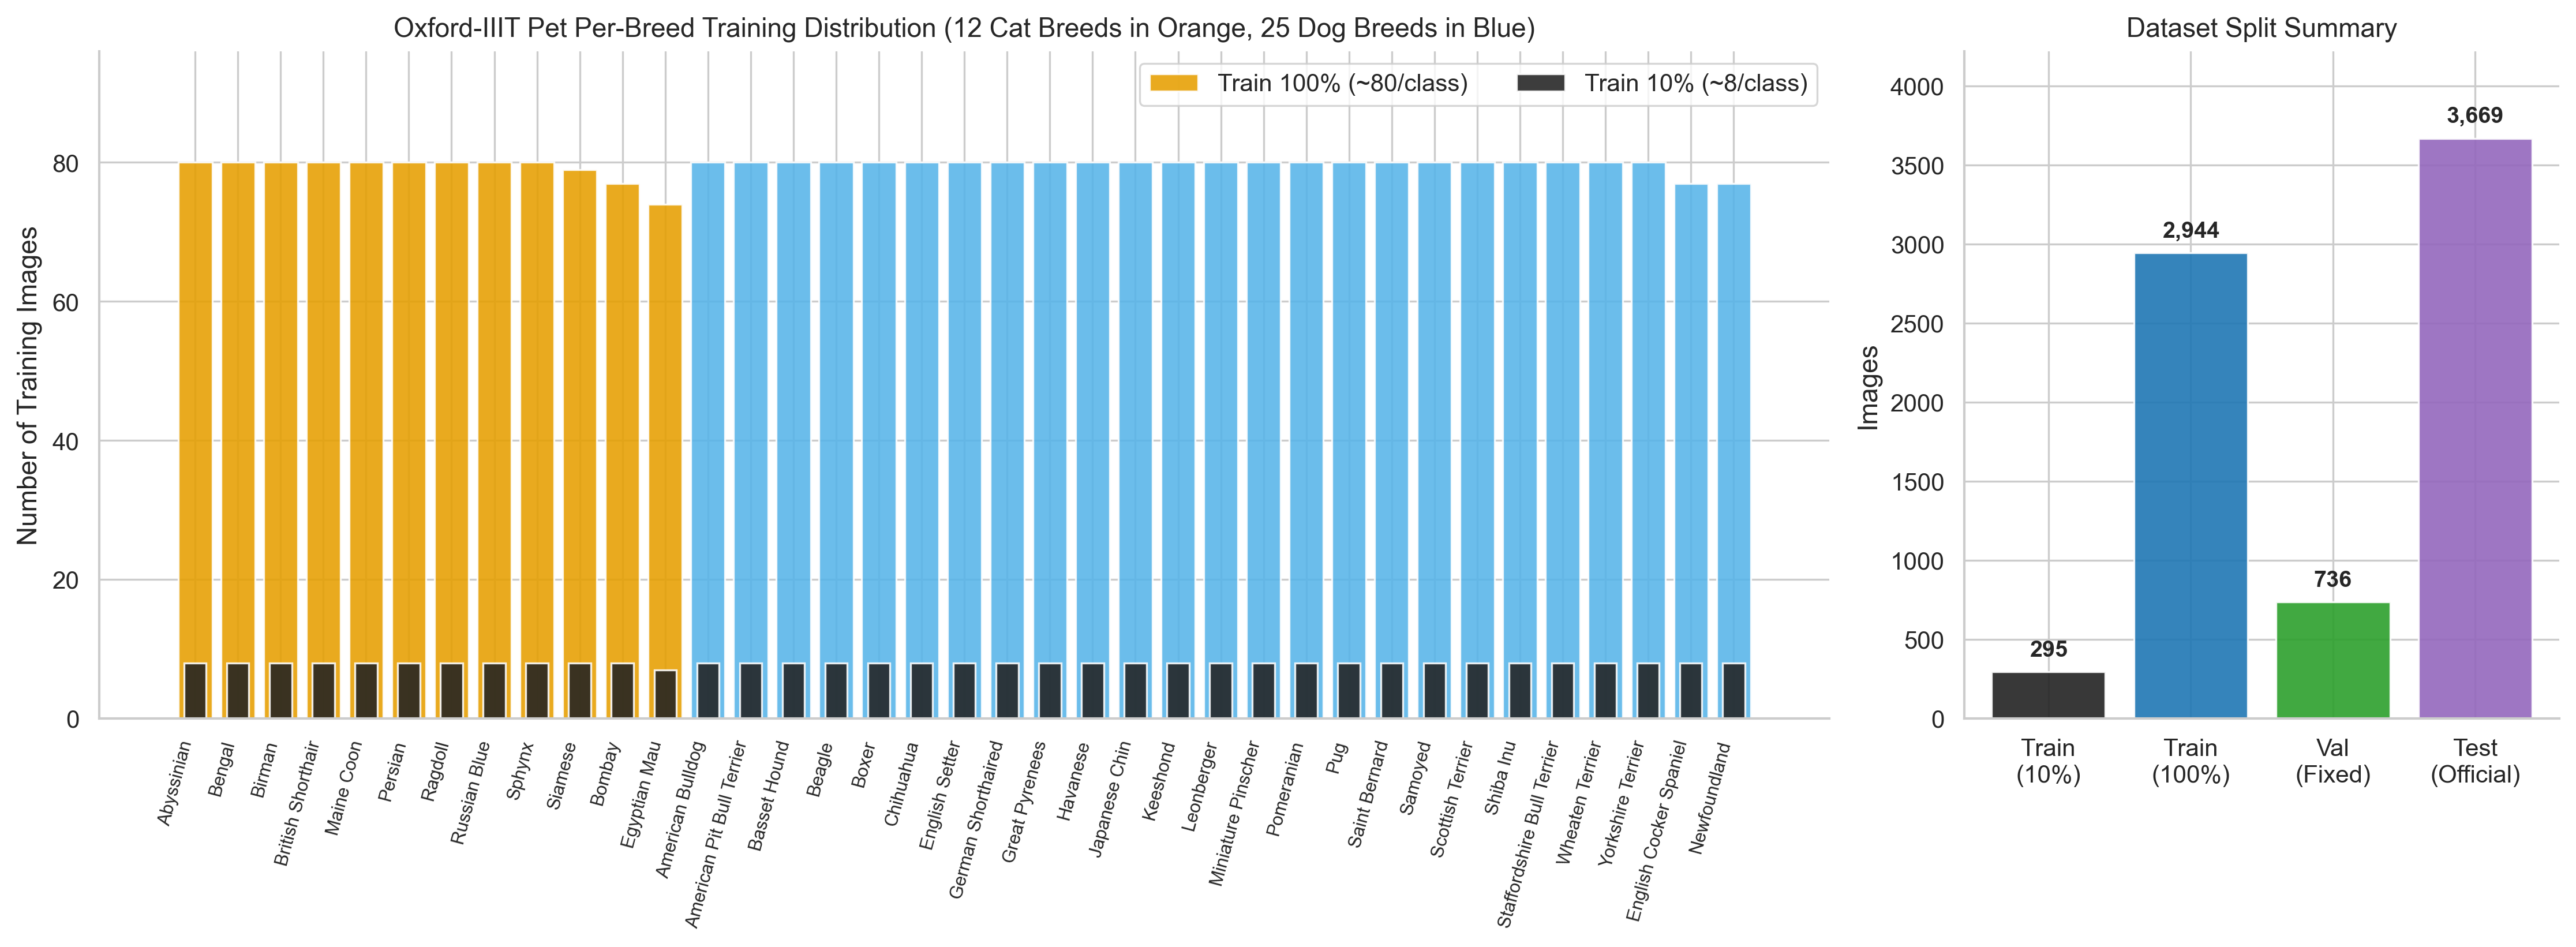 Oxford-IIIT Pet Per-Breed Training Distribution (12 Cat Breeds in Orange, 25 Dog Breeds in Blue)
Train 100% (~80/class)
Train 10% (~8/class)
Number of Training Images
80
60
40
20
0
Abyssinian
Bengal
Birman
British Shorthair
Maine Coon
Persian
Ragdoll
Russian Blue
Sphynx
Siamese
Bombay
Egyptian Mau
American Bulldog
American Pit Bull Terrier
Basset Hound
Beagle
Boxer
Chihuahua
English Setter
German Shorthaired
Great Pyrenees
Havanese
Japanese Chin
Keeshond
Leonberger
Miniature Pinscher
Pomeranian
Pug
Saint Bernard
Samoyed
Scottish Terrier
Shiba Inu
Staffordshire Bull Terrier
Wheaten Terrier
Yorkshire Terrier
English Cocker Spaniel
Newfoundland
Dataset Split Summary
Images
4000
3500
3000
2500
2000
1500
1000
500
0
295
2,944
736
3,669
Train
(10%)
Train
(100%)
Val
(Fixed)
Test
(Official)